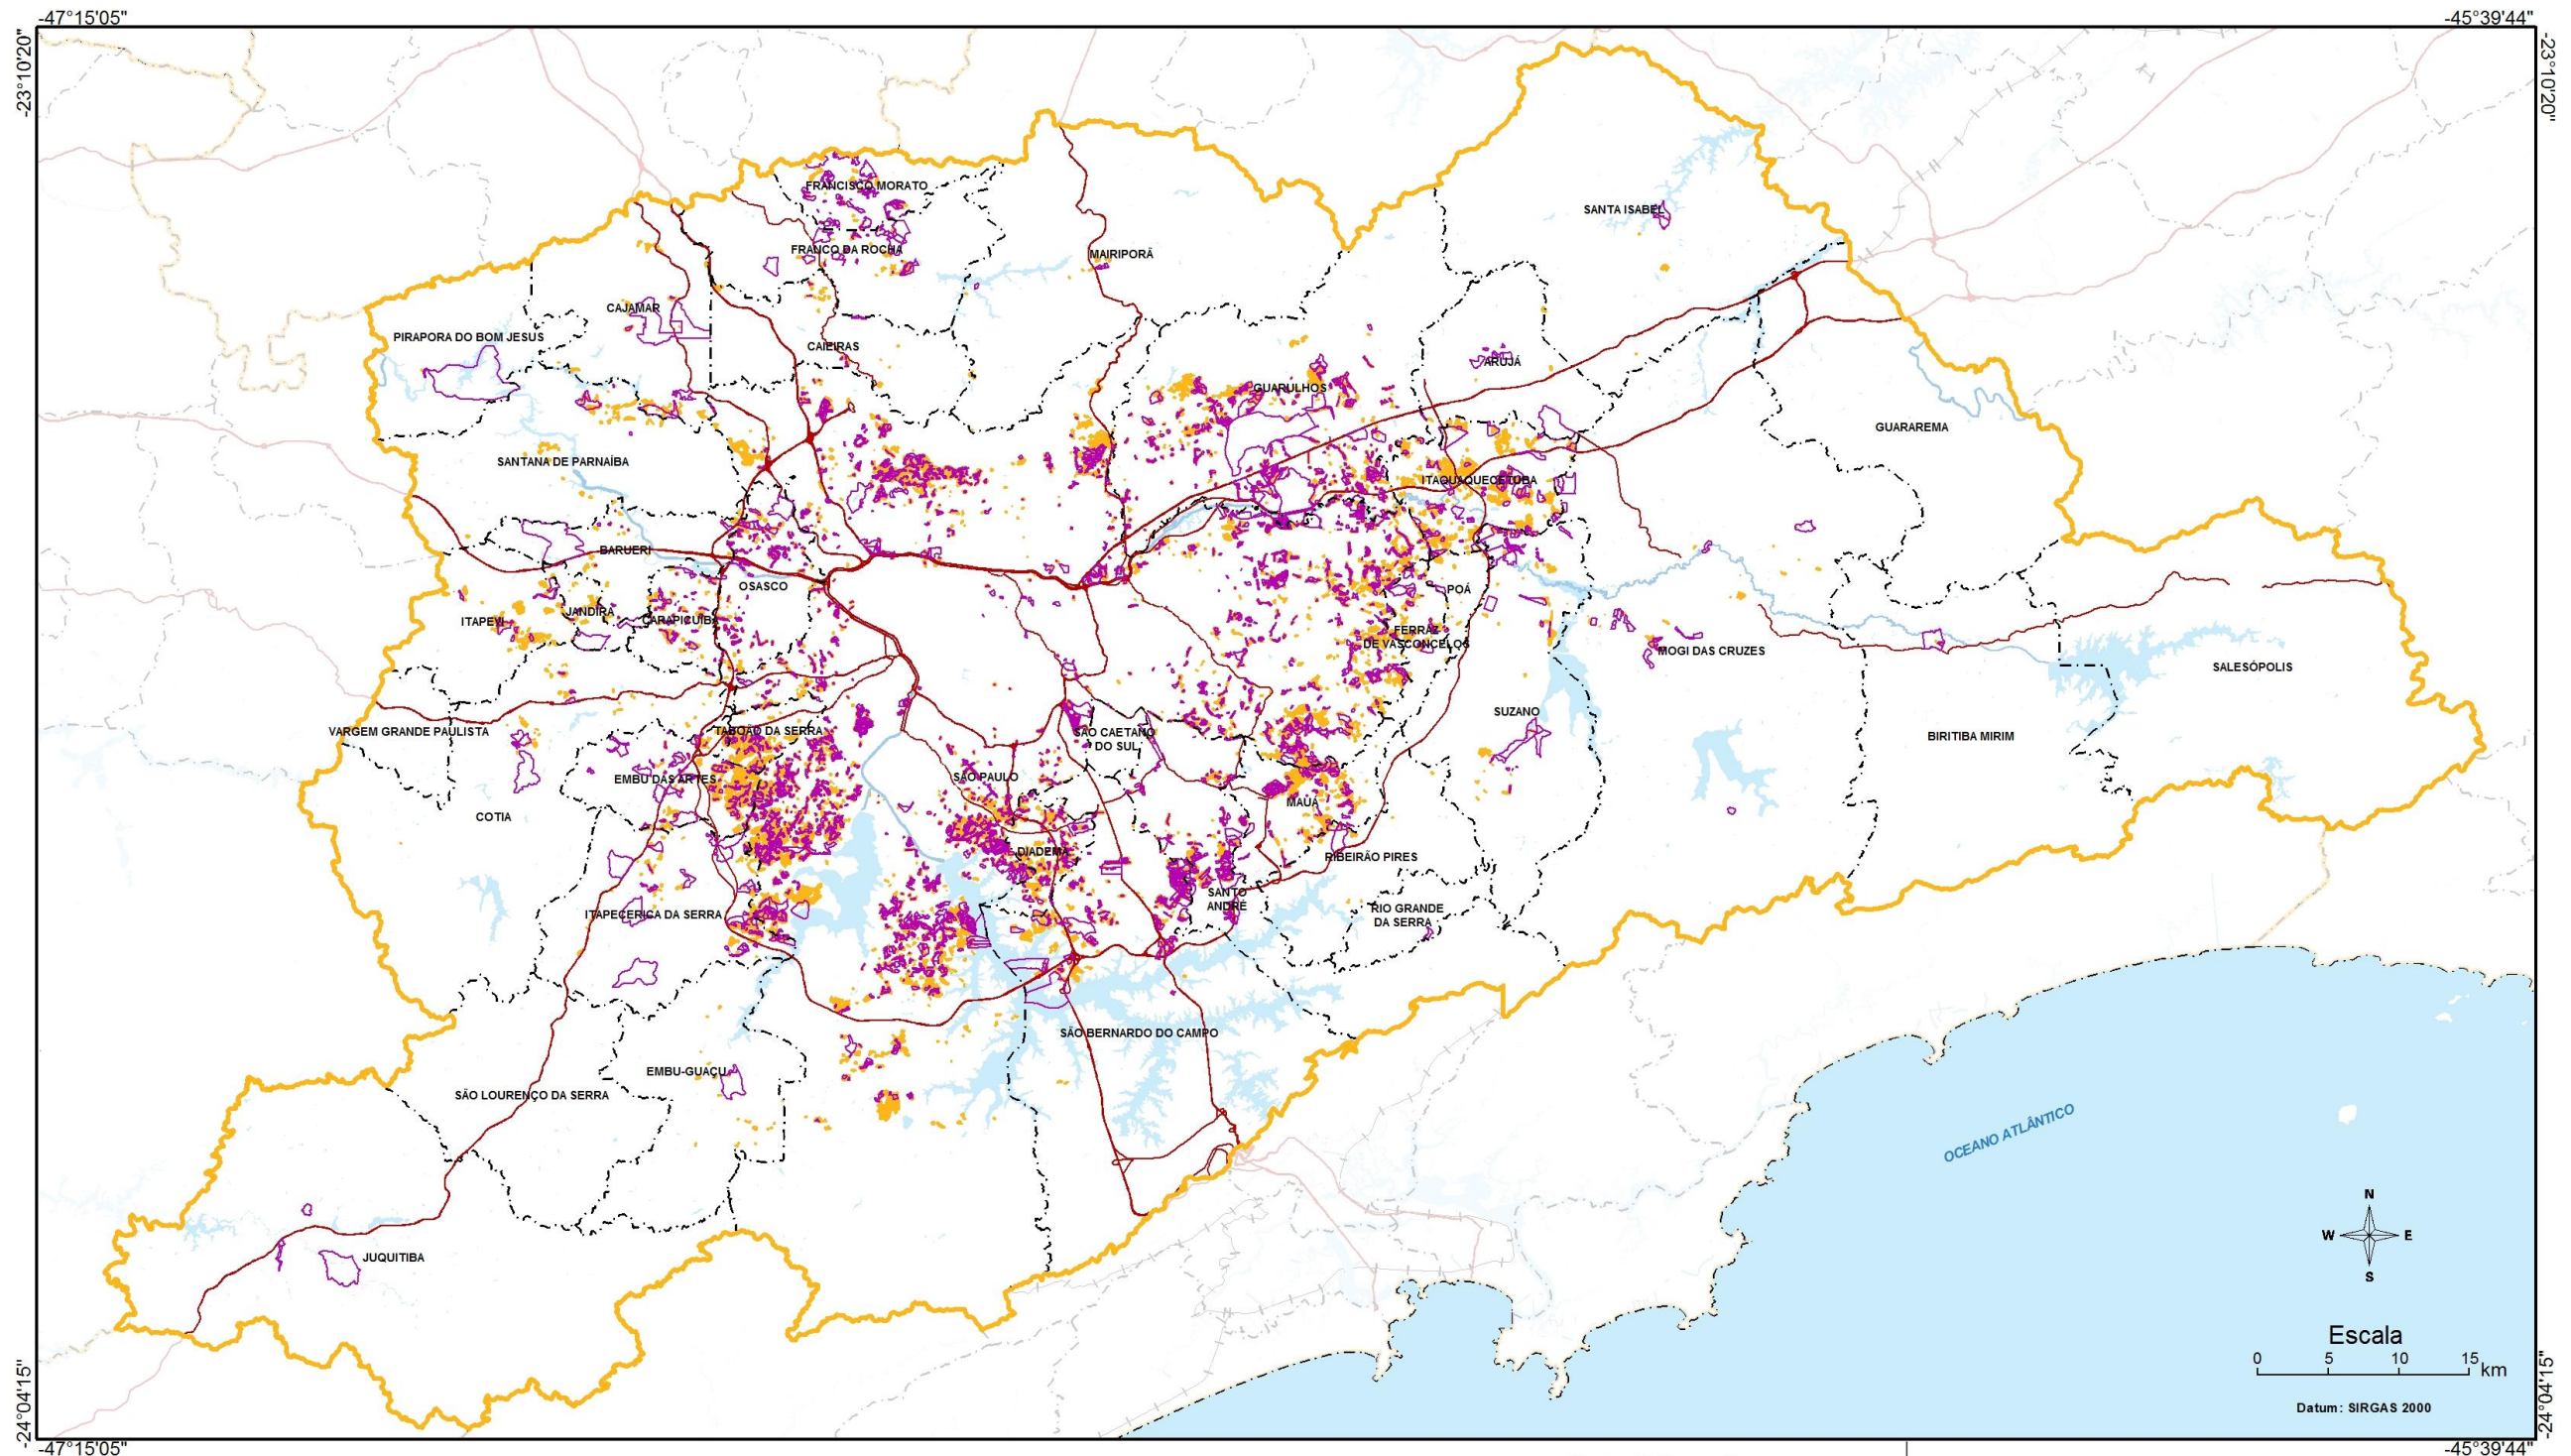 -47°15'05"
-45°39'44"
-23°10'20"
-23°10'20"
FRANCISCO MORATO
SANTA ISABEL
FRANCO DA ROCHA
MAIRIPORÃ
CAJAMAR
PIRAPORA DO BOM JESUS
CAIEIRAS
ARUJÁ
GUARULHOS
GUARAREMA
SANTANA DE PARNAÍBA
ITAQUAQUECETUBA
BARUERI
OSASCO
POÁ
JANDIRA
ITAPEVI
CARAPICUÍBA
FERRAZ
DE VASCONCELOS
MOGI DAS CRUZES
SALESÓPOLIS
SUZANO
VARGEM GRANDE PAULISTA
TABOÃO DA SERRA
SÃO CAETANO
DO SUL
BIRITIBA MIRIM
EMBU DAS ARTES
SÃO PAULO
MAUÁ
COTIA
DIADEMA
RIBEIRÃO PIRES
SANTO
ANDRÉ
ITAPECERICA DA SERRA
RIO GRANDE
DA SERRA
SÃO BERNARDO DO CAMPO
EMBU-GUAÇU
SÃO LOURENÇO DA SERRA
OCEANO ATLÂNTICO
N
W
E
S
JUQUITIBA
Escala
0 5 10 15 km
Datum: SIRGAS 2000
-24°04'15"
-24°04'15"
-47°15'05"
-45°39'44"